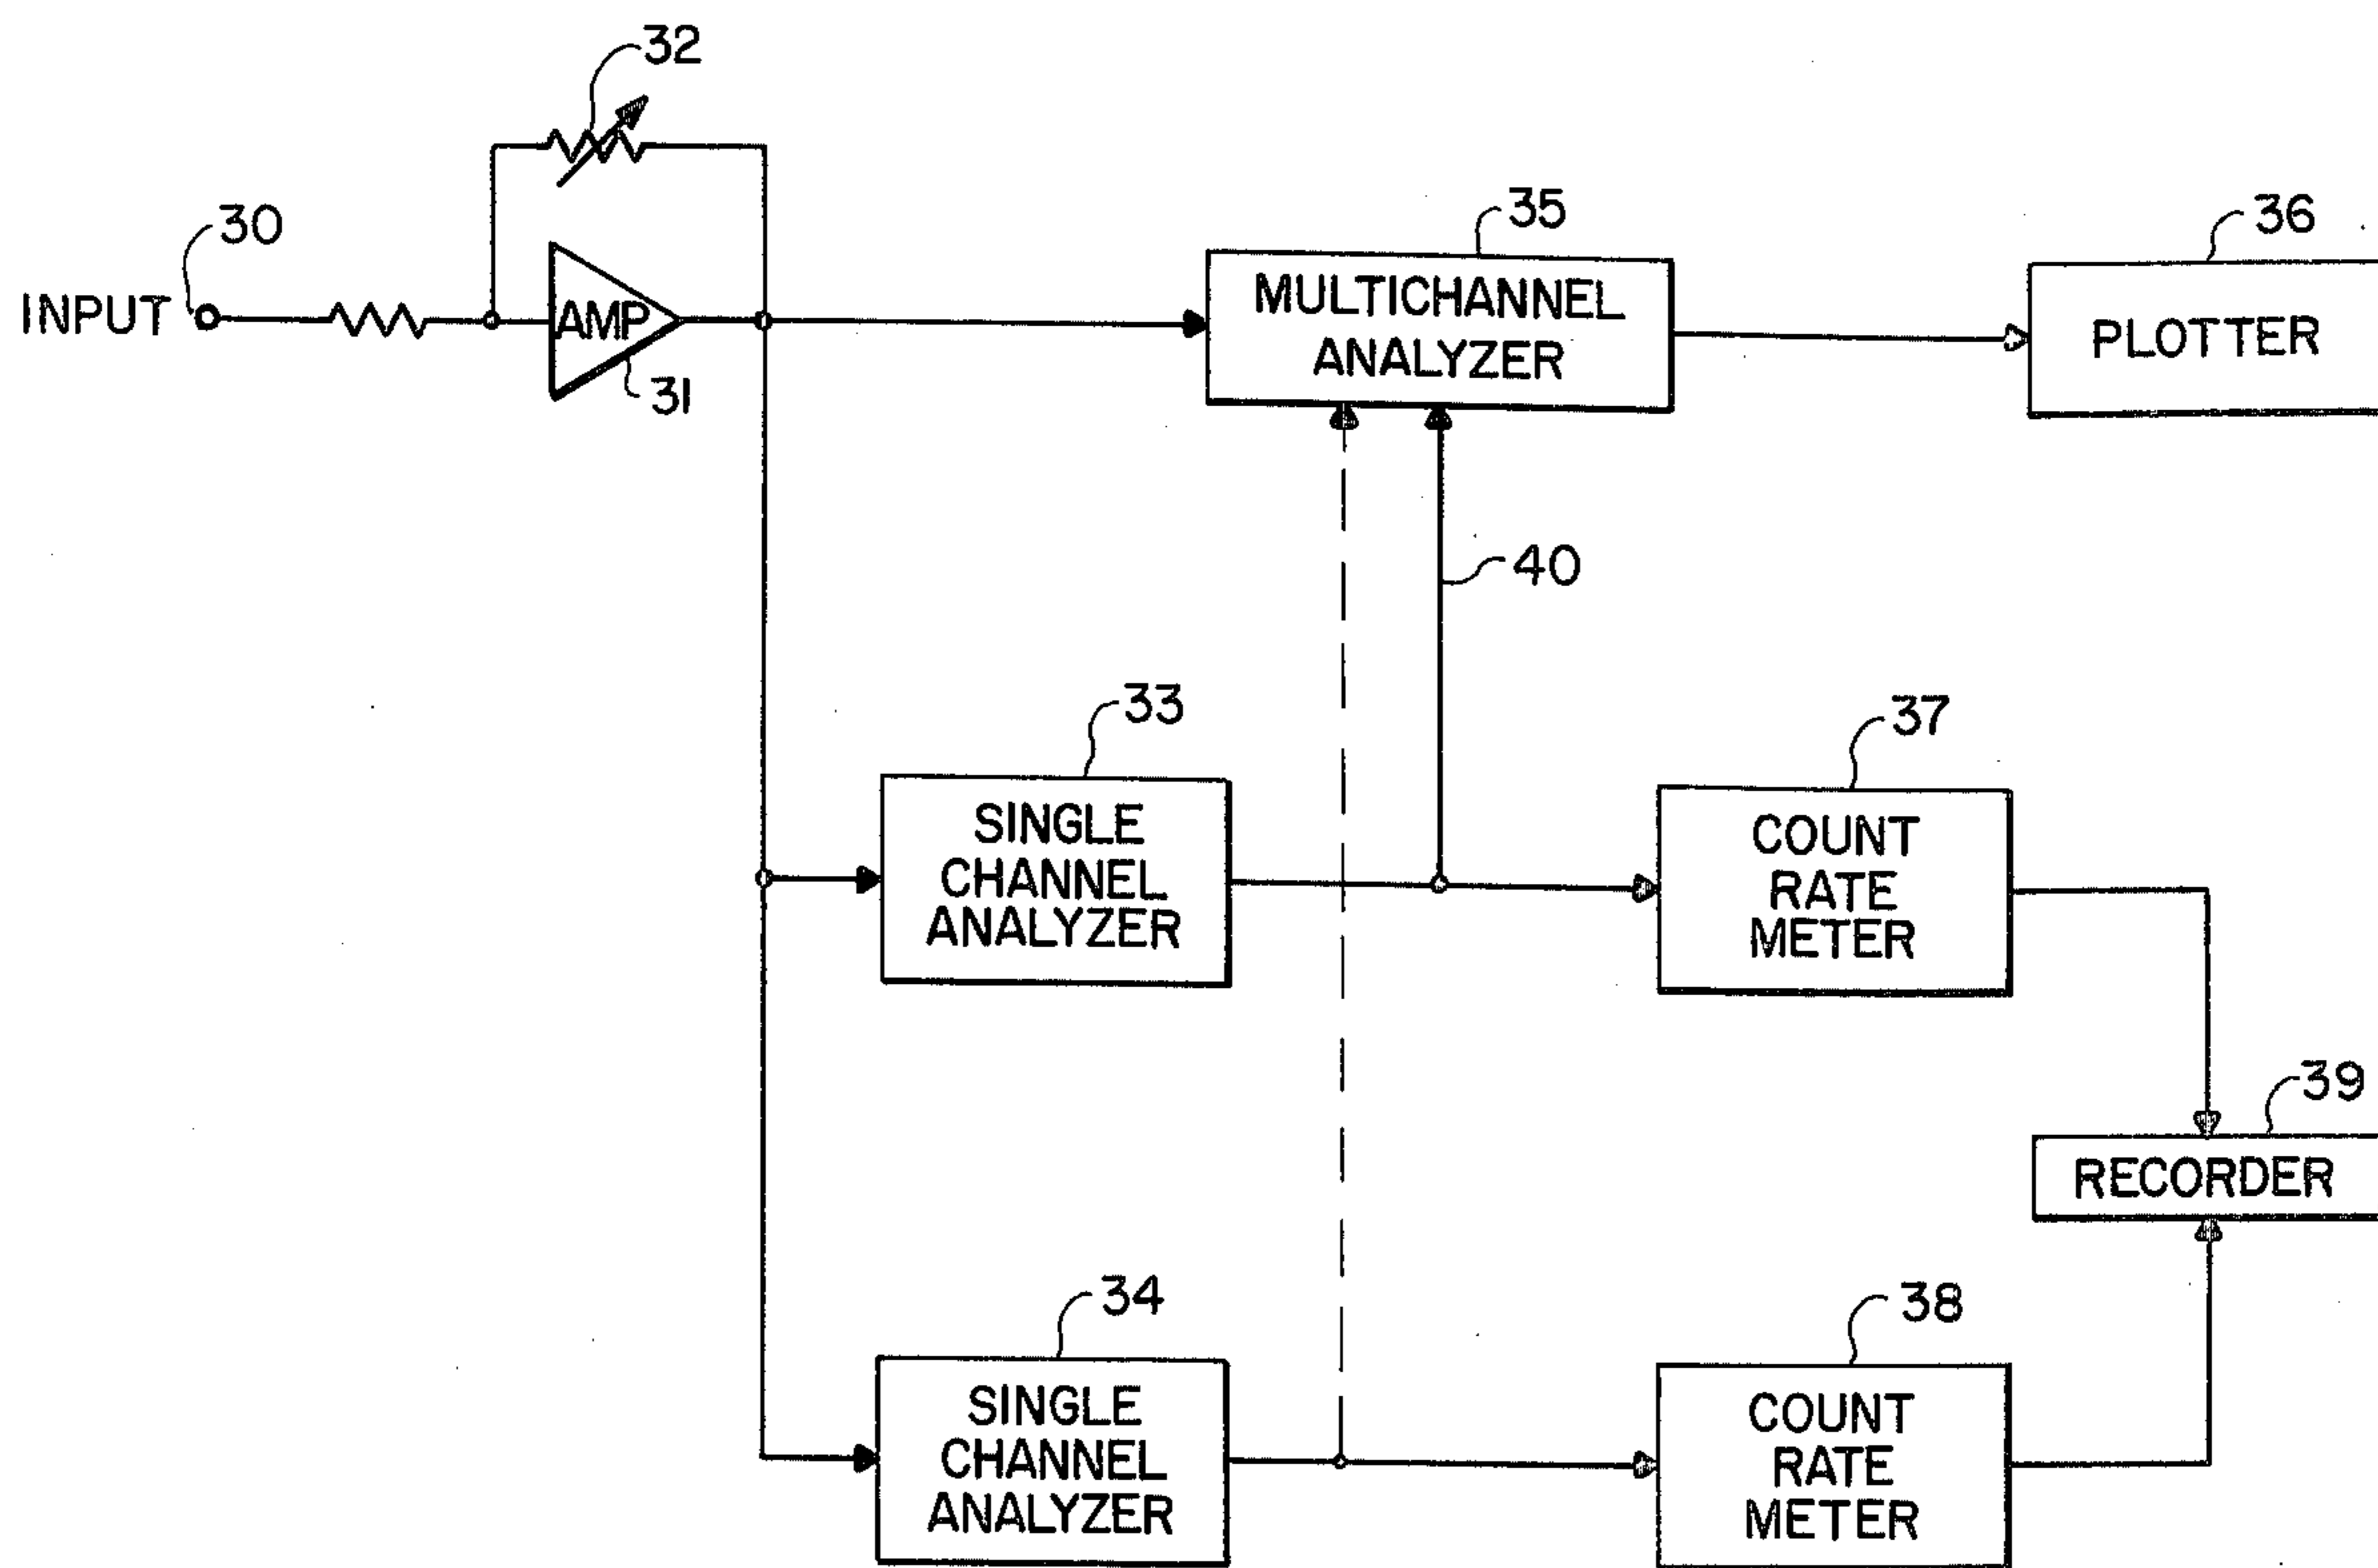 32
30
INPUT
AMP
31
35
MULTICHANNEL
ANALYZER
36
PLOTTER
40
33
SINGLE
CHANNEL
ANALYZER
37
COUNT
RATE
METER
39
RECORDER
34
SINGLE
CHANNEL
ANALYZER
38
COUNT
RATE
METER